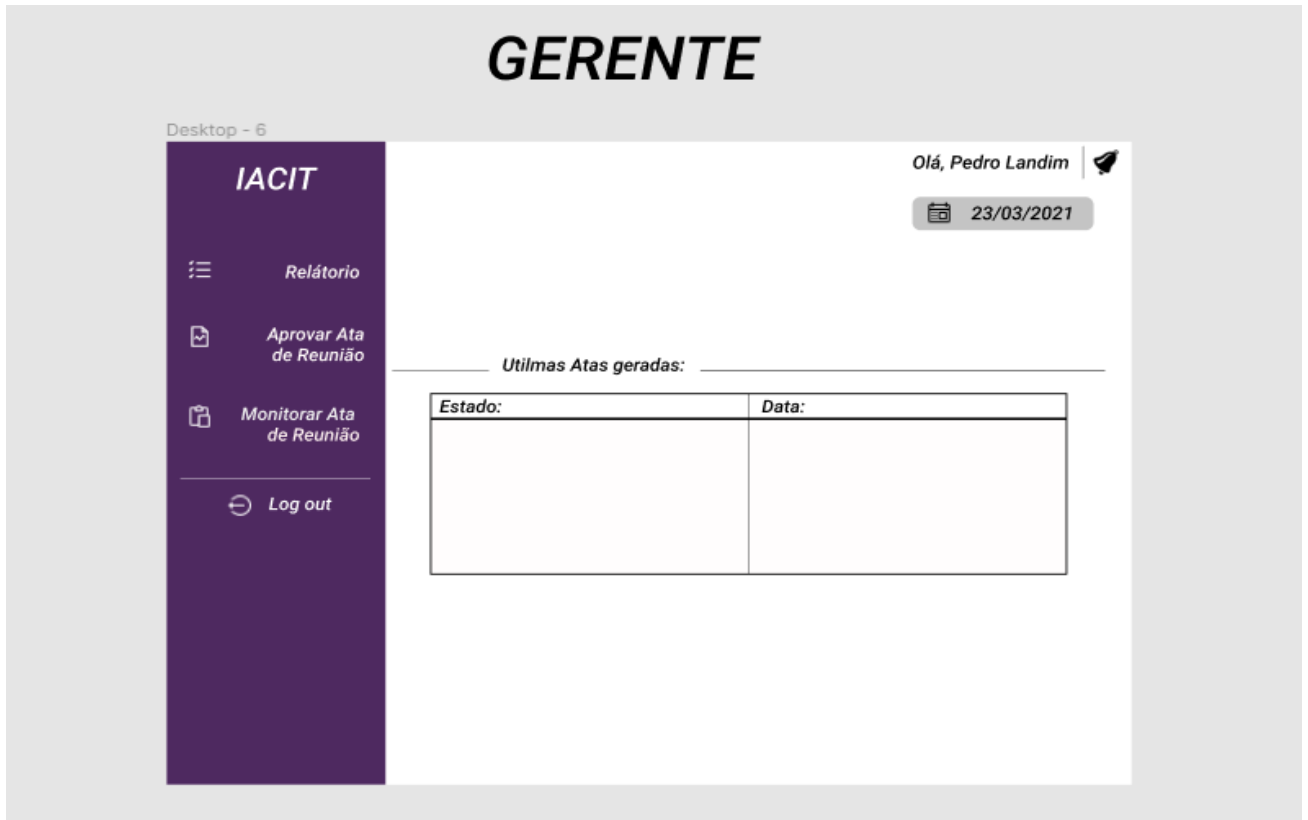 GERENTE
Desktop - 6
IACIT
Olá, Pedro Landim
23/03/2021
Relátorio
Aprovar Ata
de Reunião
Monitorar Ata
de Reunião
Log out
Utilmas Atas geradas:
Estado:
Data: